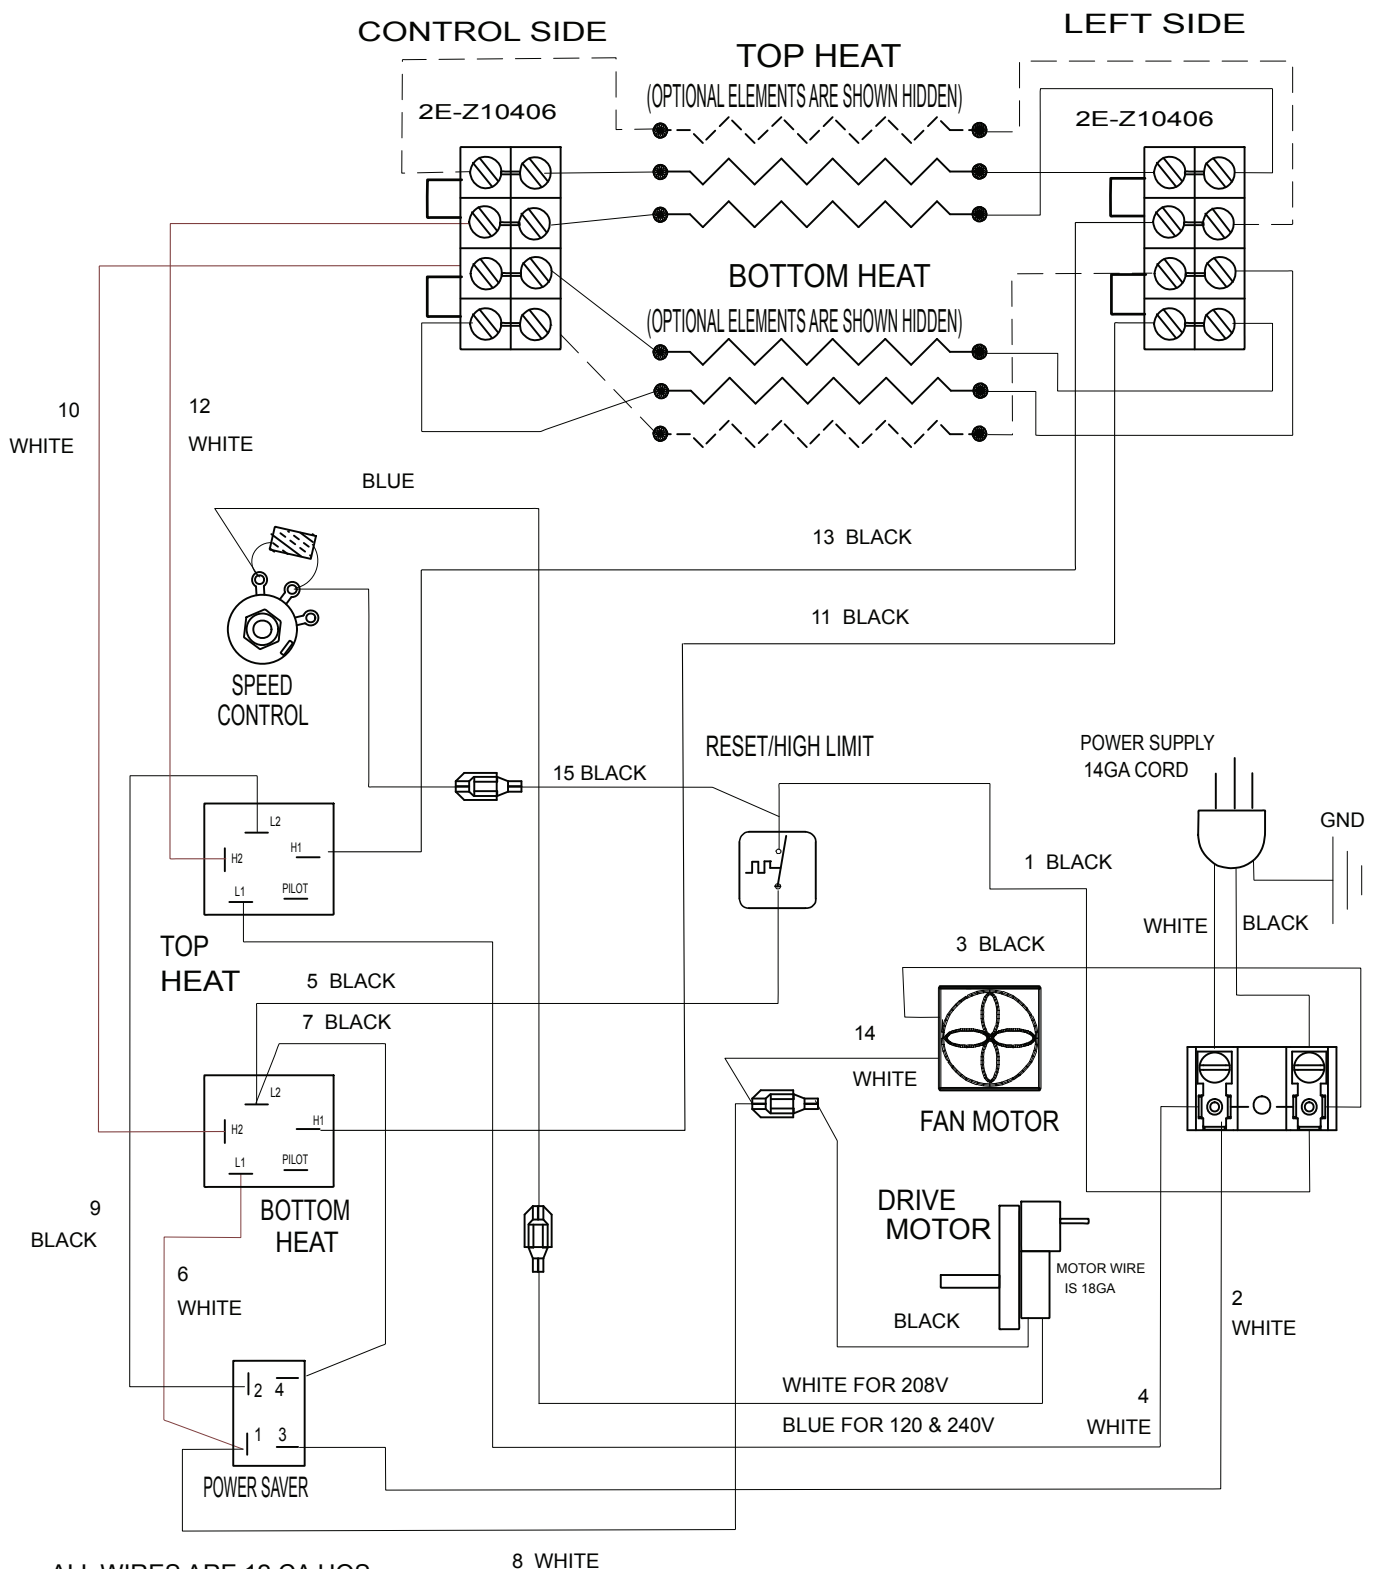 CONTROL SIDE
LEFT SIDE
TOP HEAT
(OPTIONAL ELEMENTS ARE SHOWN HIDDEN)
2E-Z10406
2E-Z10406
BOTTOM HEAT
(OPTIONAL ELEMENTS ARE SHOWN HIDDEN)
10
WHITE
12
WHITE
BLUE
13 BLACK
11 BLACK
SPEED
CONTROL
RESET/HIGH LIMIT
POWER SUPPLY
14GA CORD
15 BLACK
GND
L2
H2
H1
L1
PILOT
1 BLACK
WHITE
BLACK
TOP
HEAT
3 BLACK
5 BLACK
7 BLACK
14
WHITE
FAN MOTOR
L2
H2
H1
L1
PILOT
9
BLACK
BOTTOM
HEAT
DRIVE
MOTOR
MOTOR WIRE
IS 18GA
6
WHITE
BLACK
2
WHITE
2 4
1 3
POWER SAVER
WHITE FOR 208V
BLUE FOR 120 & 240V
4
WHITE
8 WHITE